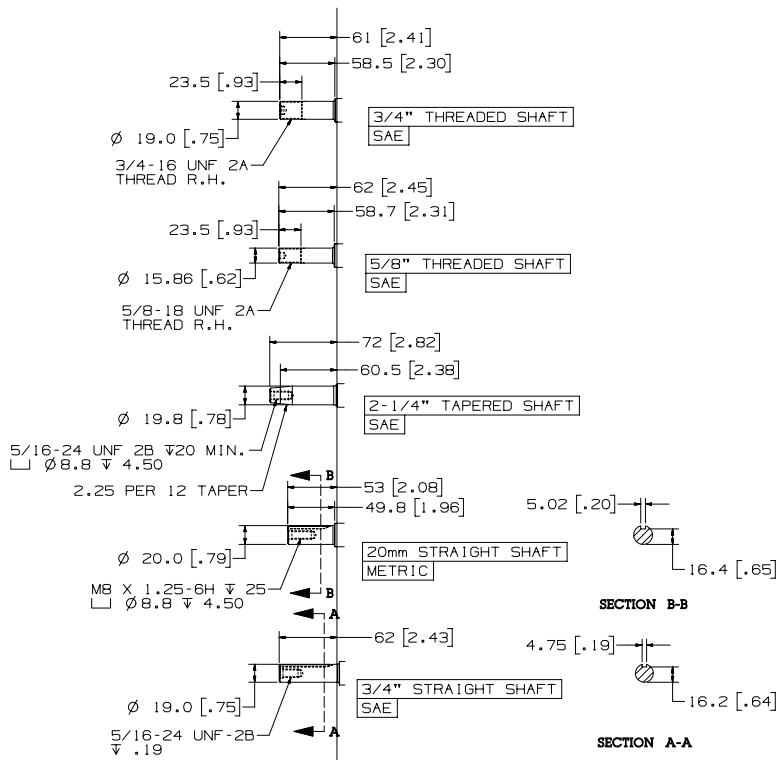 61 [2.41]
58.5 [2.30]
23.5 [.93]
Ø 19.0 [.75]
3/4-16 UNF 2A
THREAD R.H.
3/4" THREADED SHAFT
SAE
62 [2.45]
58.7 [2.31]
23.5 [.93]
Ø 15.86 [.62]
5/8-18 UNF 2A
THREAD R.H.
5/8" THREADED SHAFT
SAE
72 [2.82]
60.5 [2.38]
Ø 19.8 [.78]
5/16-24 UNF 2B ↧20 MIN.
⌴ Ø8.8 ↧ 4.50
2.25 PER 12 TAPER
2-1/4" TAPERED SHAFT
SAE
B
53 [2.08]
49.8 [1.96]
Ø 20.0 [.79]
M8 X 1.25-6H ↧ 25
⌴ Ø8.8 ↧ 4.50
B
20mm STRAIGHT SHAFT
METRIC
5.02 [.20]
16.4 [.65]
SECTION B-B
A
62 [2.43]
Ø 19.0 [.75]
5/16-24 UNF-2B
↧ .19
A
3/4" STRAIGHT SHAFT
SAE
4.75 [.19]
16.2 [.64]
SECTION A-A